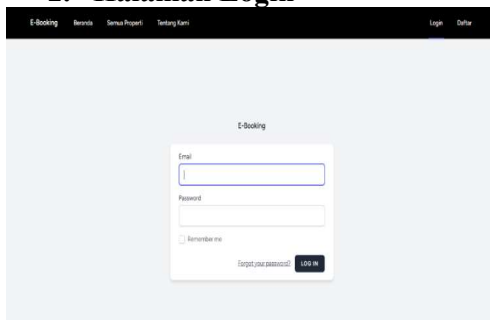 Halaman Login
E-Booking Beranda Semua Properti Tentang Kami Login Daftar
E-Booking
Email
Password
Remember me
Forgot your password? LOG IN